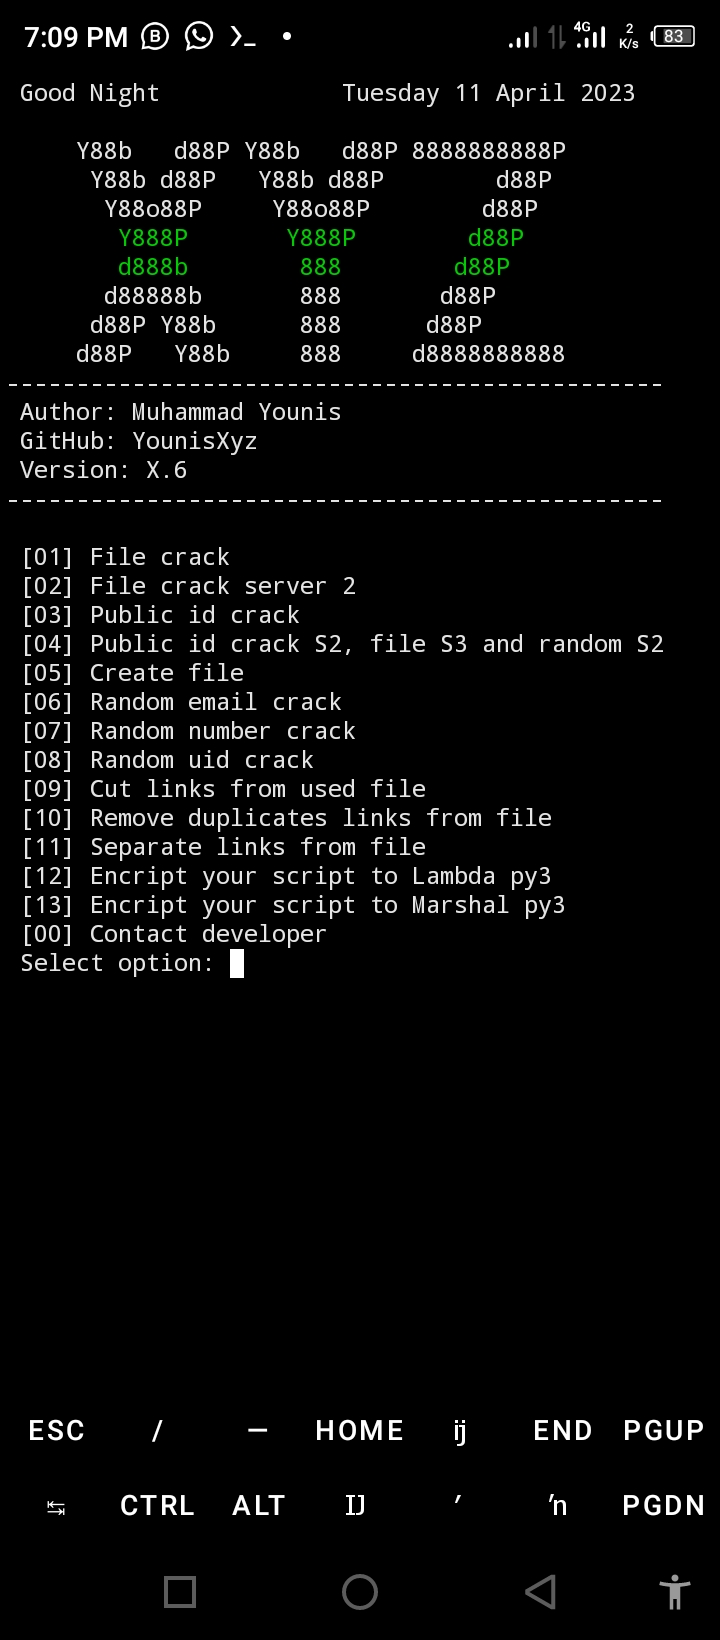 7:09 PM 4G 2 K/s 83
Good Night Tuesday 11 April 2023
Y88b   d88P Y88b   d88P 8888888888P
Y88b d88P   Y88b d88P        d88P
Y88o88P     Y88o88P        d88P
Y888P       Y888P        d88P
d888b        888        d88P
d88888b       888       d88P
d88P Y88b      888      d88P
d88P   Y88b     888     d8888888888
-----------------------------------------------
Author: Muhammad Younis
GitHub: YounisXyz
Version: X.6
-----------------------------------------------
[01] File crack
[02] File crack server 2
[03] Public id crack
[04] Public id crack S2, file S3 and random S2
[05] Create file
[06] Random email crack
[07] Random number crack
[08] Random uid crack
[09] Cut links from used file
[10] Remove duplicates links from file
[11] Separate links from file
[12] Encript your script to Lambda py3
[13] Encript your script to Marshal py3
[00] Contact developer
Select option:
ESC / — HOME ĳ END PGUP
↹ CTRL ALT Ĳ ′ ŉ PGDN